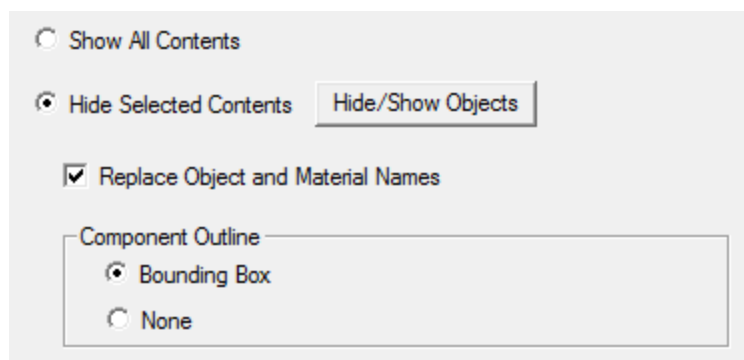 Show All Contents
Hide Selected Contents Hide/Show Objects
Replace Object and Material Names
Component Outline
Bounding Box
None